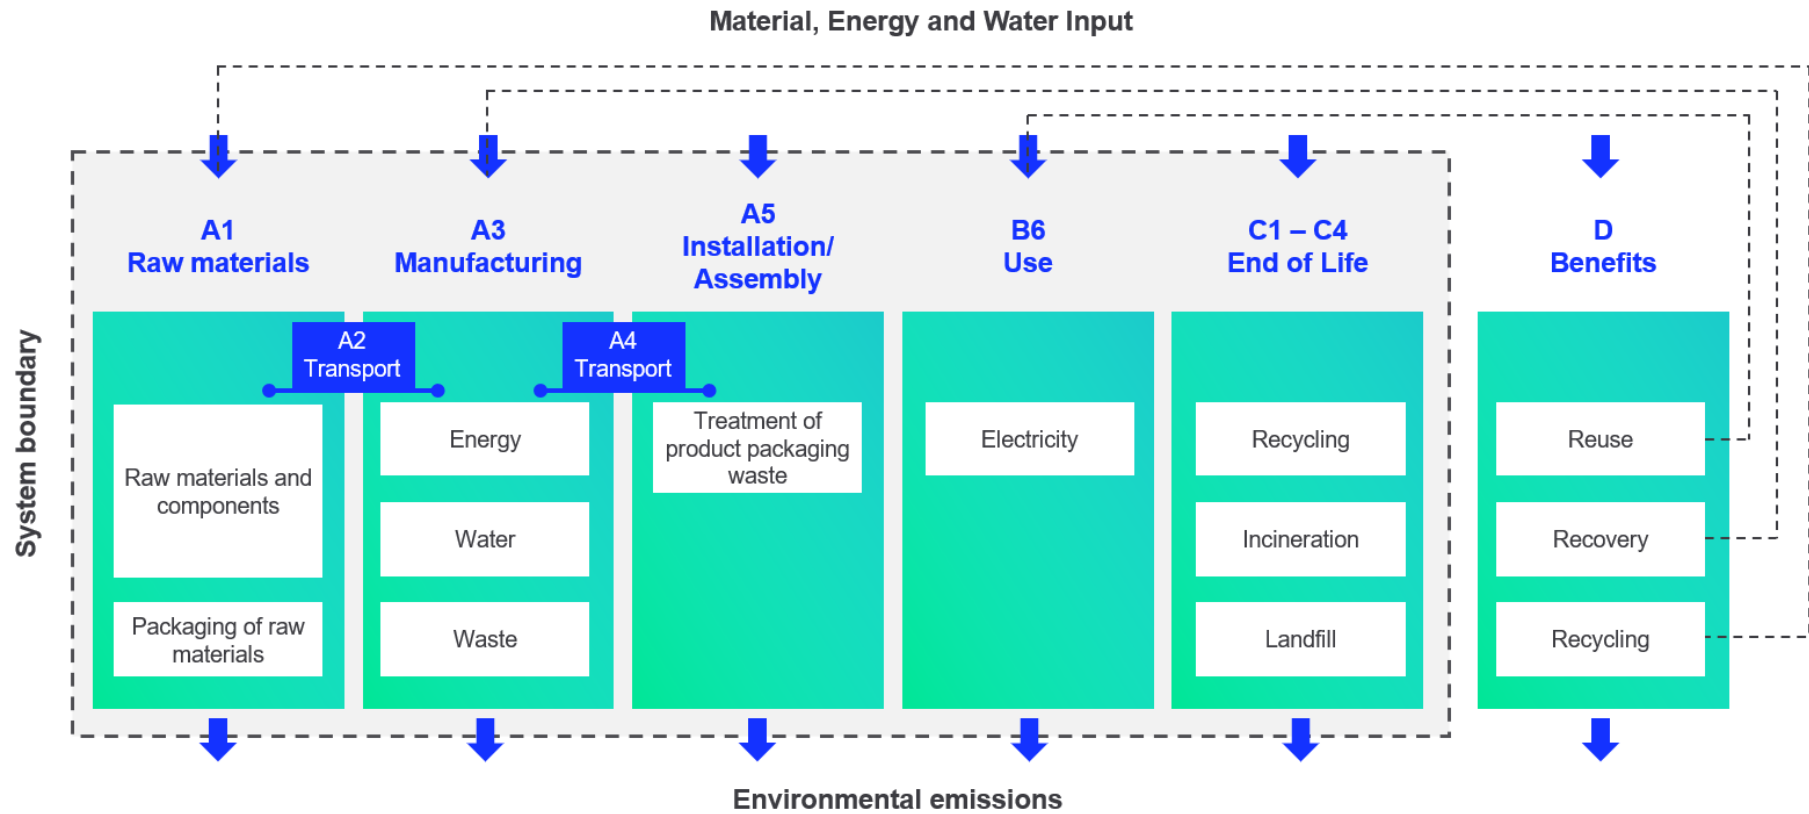 Material, Energy and Water Input
System boundary
A1
Raw materials
A3
Manufacturing
A5
Installation/
Assembly
B6
Use
C1 – C4
End of Life
D
Benefits
A2
Transport
A4
Transport
Raw materials and
components
Packaging of raw
materials
Energy
Water
Waste
Treatment of
product packaging
waste
Electricity
Recycling
Incineration
Landfill
Reuse
Recovery
Recycling
Environmental emissions